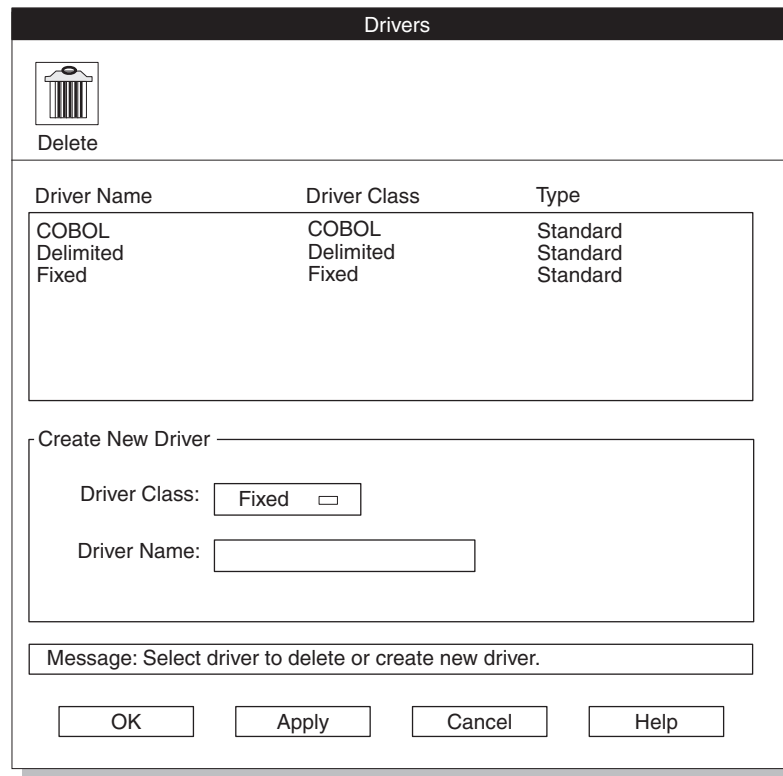 Drivers
Delete
Driver Name Driver Class Type
COBOL COBOL Standard
Delimited Delimited Standard
Fixed Fixed Standard
Create New Driver
Driver Class: Fixed
Driver Name:
Message: Select driver to delete or create new driver.
OK Apply Cancel Help